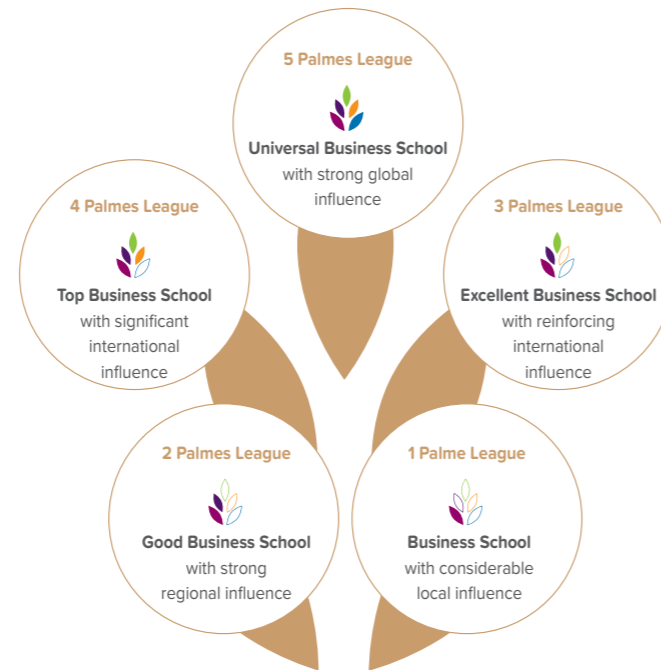 5 Palmes League
Universal Business School
with strong global
influence
4 Palmes League
Top Business School
with significant
international
influence
3 Palmes League
Excellent Business School
with reinforcing
international
influence
2 Palmes League
Good Business School
with strong
regional influence
1 Palme League
Business School
with considerable
local influence